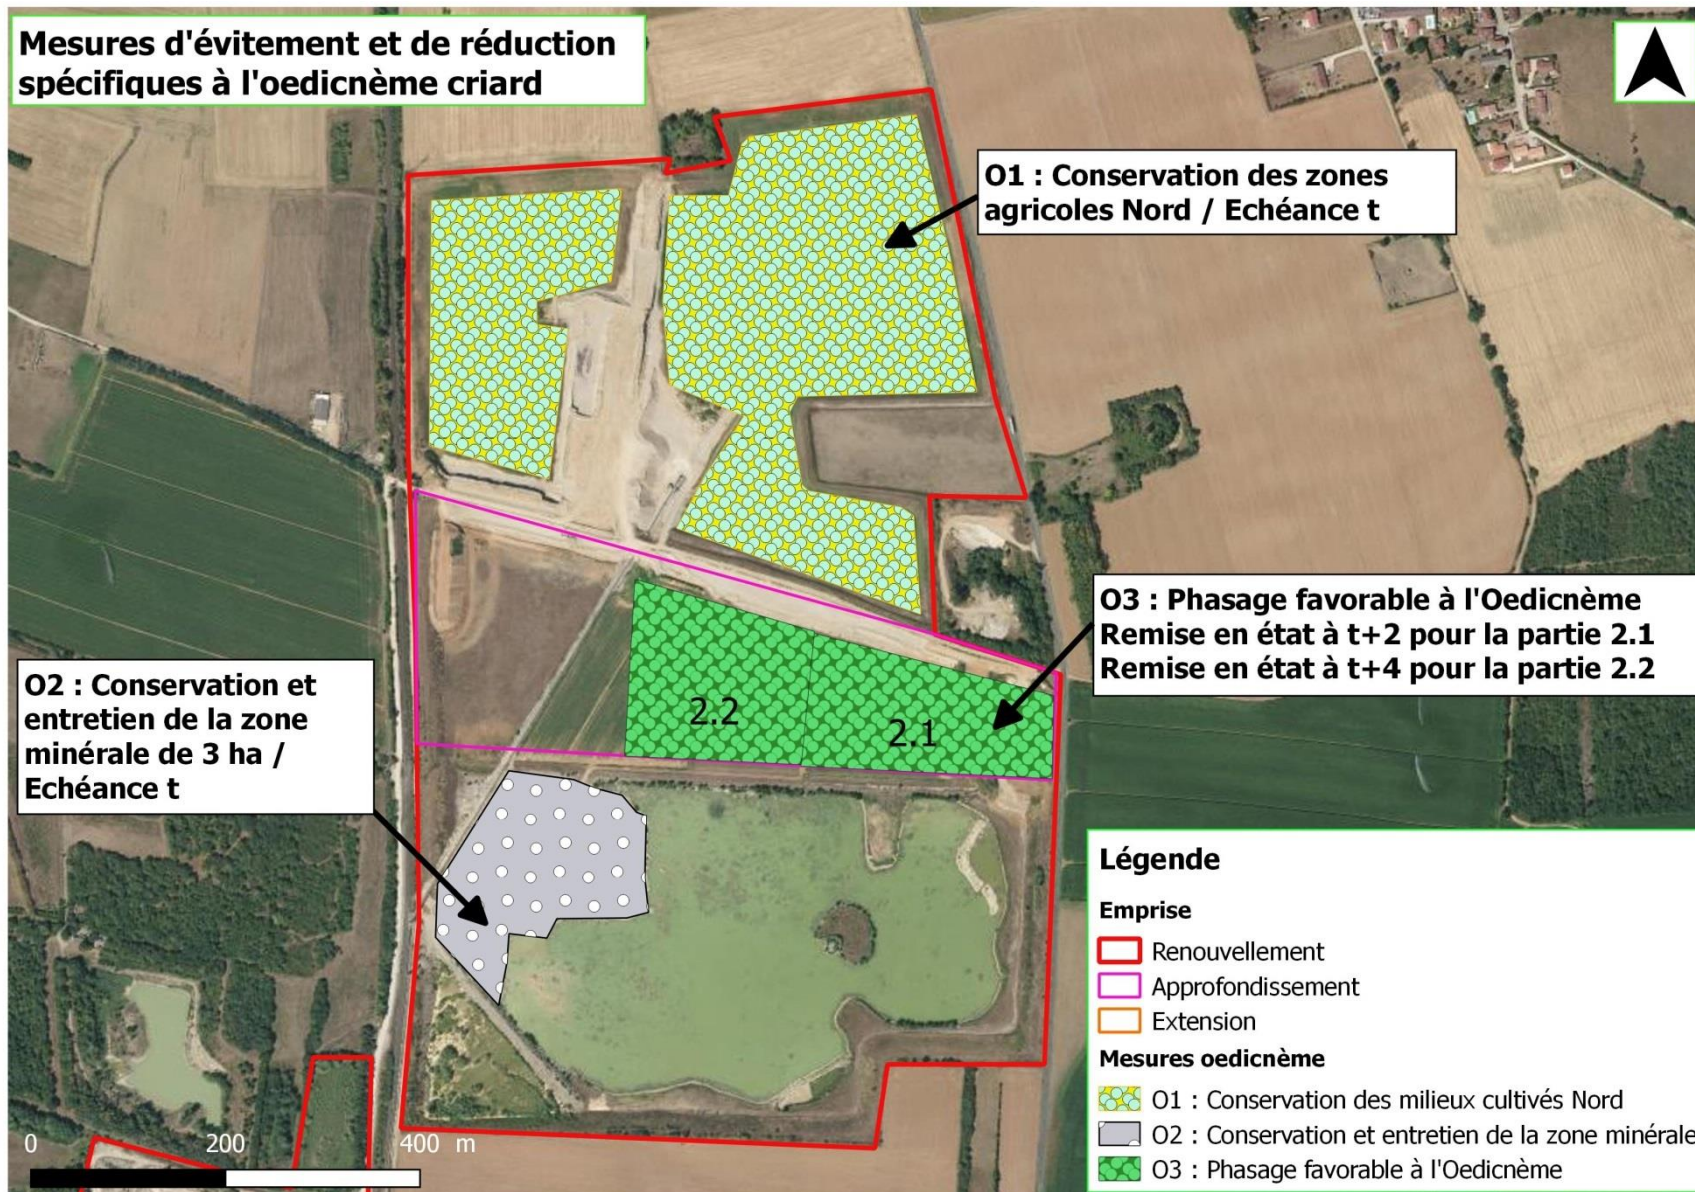 Mesures d'évitement et de réduction
spécifiques à l'oedicnème criard
O1 : Conservation des zones
agricoles Nord / Echéance t
O3 : Phasage favorable à l'Oedicnème
Remise en état à t+2 pour la partie 2.1
Remise en état à t+4 pour la partie 2.2
O2 : Conservation et
entretien de la zone
minérale de 3 ha /
Echéance t
2.2
2.1
Légende
Emprise
Renouvellement
Approfondissement
Extension
Mesures oedicnème
O1 : Conservation des milieux cultivés Nord
O2 : Conservation et entretien de la zone minérale
O3 : Phasage favorable à l'Oedicnème
0 200 400 m